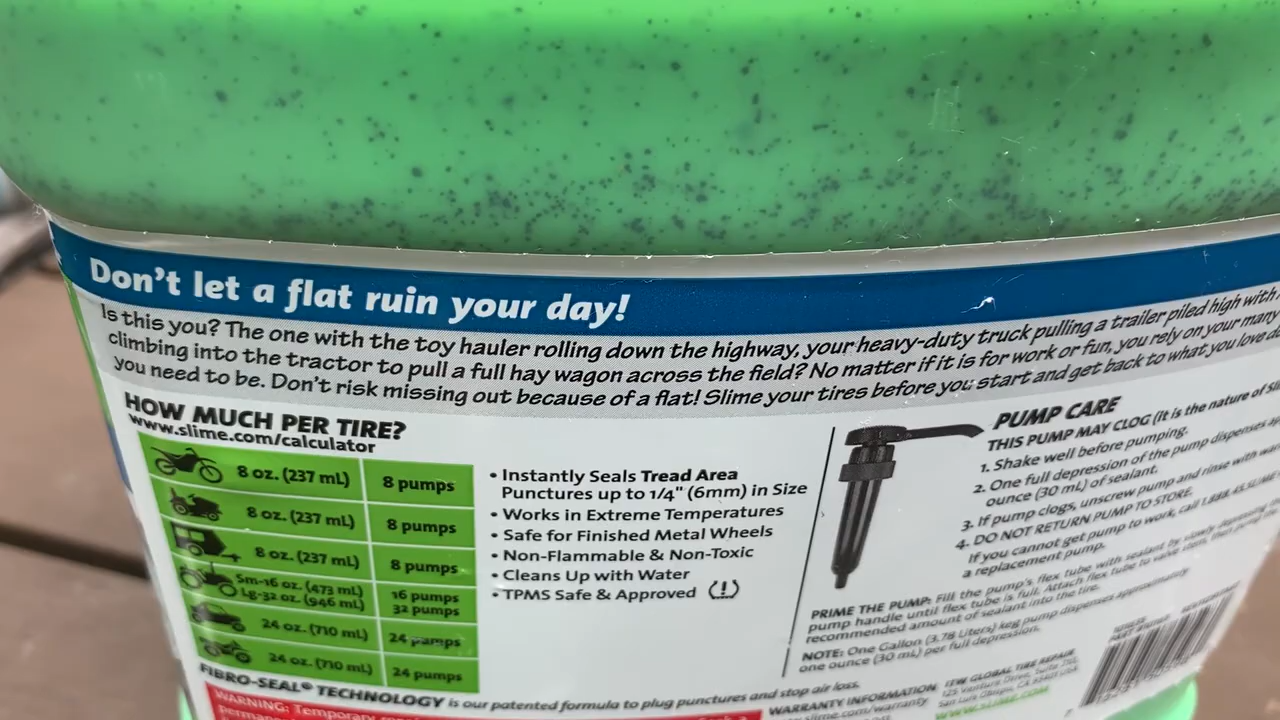 Don't let a flat ruin your day!
Is this you? The one with the toy hauler rolling down the highway, your heavy-duty truck pulling a trailer piled high with
climbing into the tractor to pull a full hay wagon across the field? No matter if it is for work or fun, you rely on your many
you need to be. Don't risk missing out because of a flat! Slime your tires before you start and get back to what you love
HOW MUCH PER TIRE?
www.slime.com/calculator
8 oz. (237 mL) 8 pumps
8 oz. (237 mL) 8 pumps
8 oz. (237 mL) 8 pumps
Sm-16 oz. (473 mL) 16 pumps
Lg-32 oz. (946 mL) 32 pumps
24 oz. (710 mL) 24 pumps
24 oz. (710 mL) 24 pumps
• Instantly Seals Tread Area
Punctures up to 1/4" (6mm) in Size
• Works in Extreme Temperatures
• Safe for Finished Metal Wheels
• Non-Flammable & Non-Toxic
• Cleans Up with Water
• TPMS Safe & Approved
PUMP CARE
THIS PUMP MAY CLOG (It is the nature of
1. Shake well before pumping.
2. One full depression of the pump dispenses
ounce (30 mL) of sealant.
3. If pump clogs, unscrew pump and rinse with
4. DO NOT RETURN PUMP TO STORE.
If you cannot get pump to work, call
a replacement pump.
PRIME THE PUMP: Fill the pump's flex tube with sealant by slowly depressing
pump handle until flex tube is full. Attach flex tube to valve stem, then pump
recommended amount of sealant into the tire.
NOTE: One Gallon (3.78 Liters) keg pump dispenses approximately
one ounce (30 mL) per full depression.
FIBRO-SEAL® TECHNOLOGY is our patented formula to plug punctures and stop air loss.
WARNING: Temporary
WARRANTY INFORMATION
ITW GLOBAL TIRE REPAIR
www.SLIME.COM